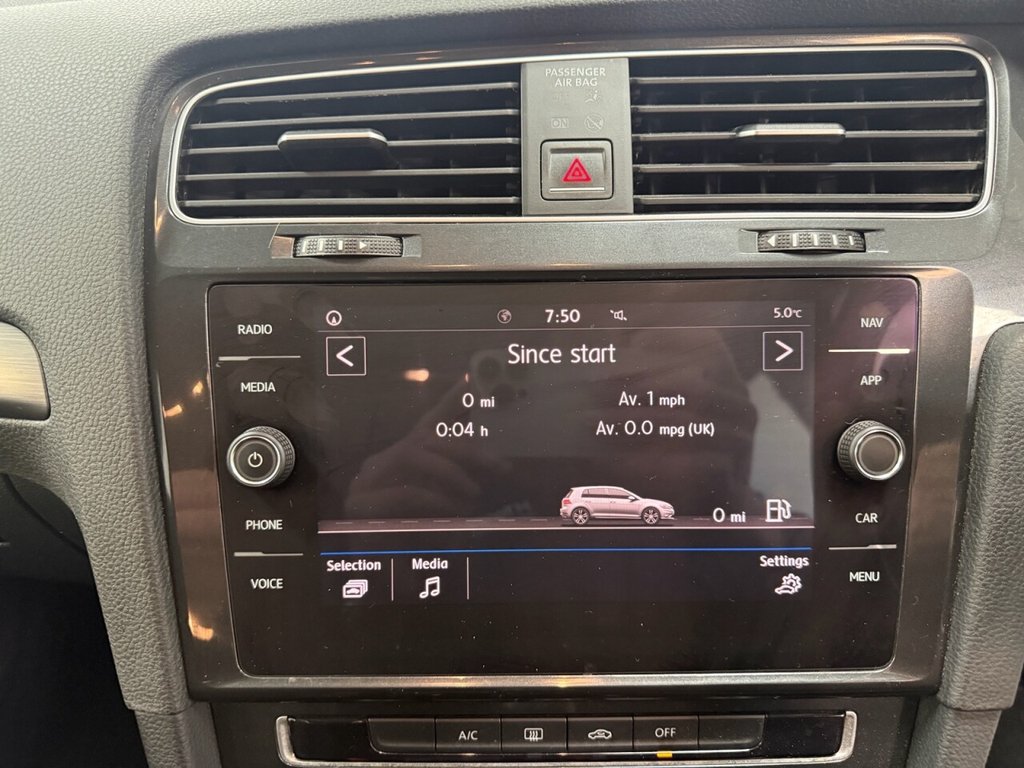 PASSENGER
AIR BAG
ON
RADIO
MEDIA
PHONE
VOICE
7:50
5.0°C
Since start
0 mi
Av. 1 mph
0:04 h
Av. 0.0 mpg (UK)
0 mi
Selection
Media
Settings
NAV
APP
CAR
MENU
A/C
OFF